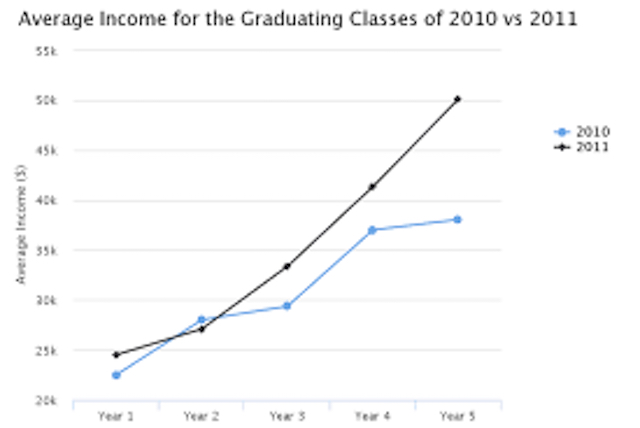 Average Income for the Graduating Classes of 2010 vs 2011
55k
50k
45k
40k
35k
30k
25k
20k
Average Income ($)
Year 1 Year 2 Year 3 Year 4 Year 5
2010
2011